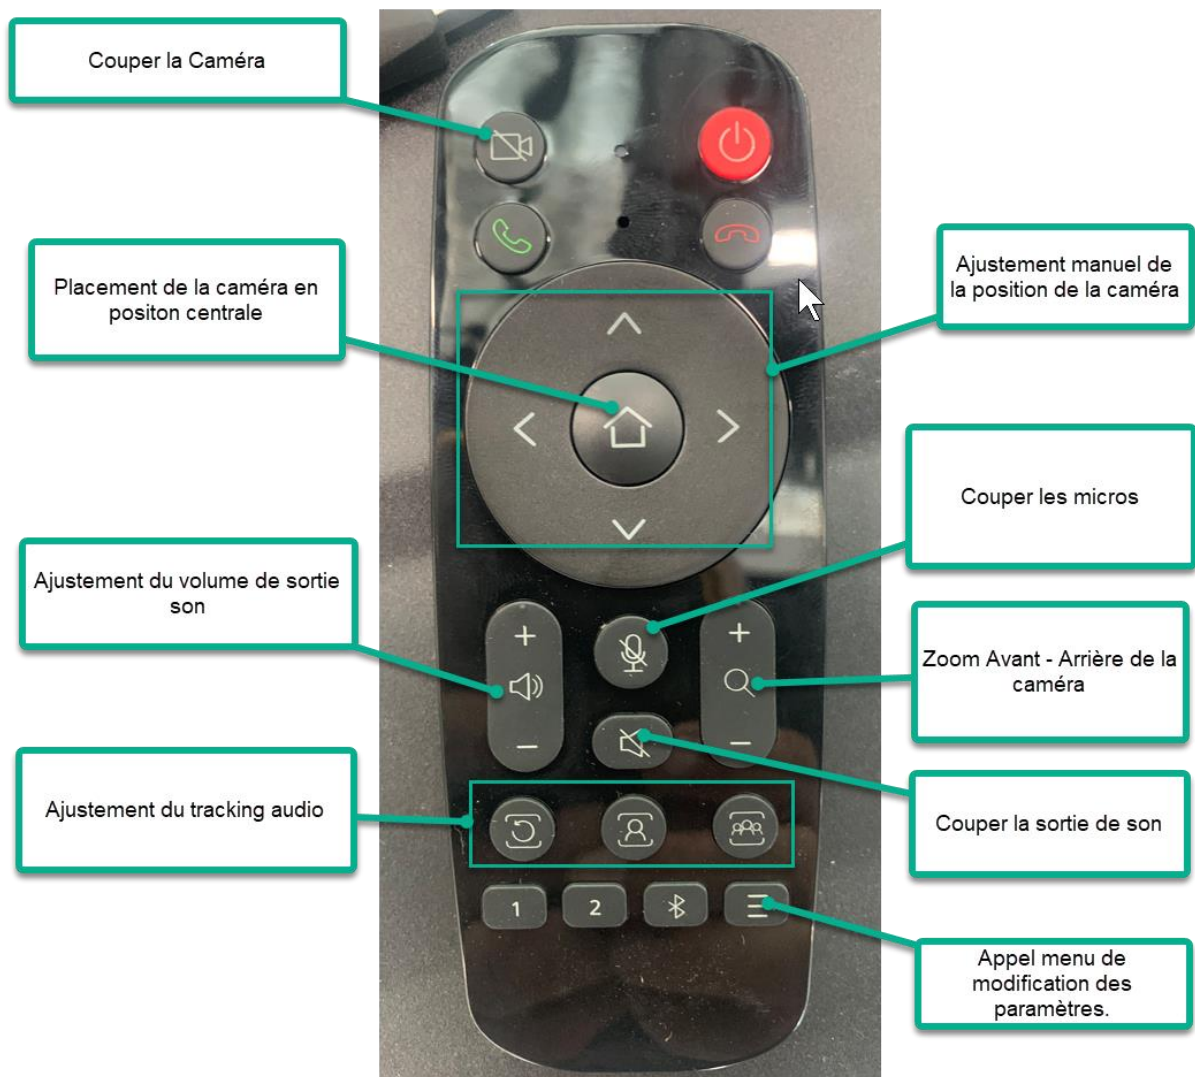 Couper la Caméra
Placement de la caméra en
positon centrale
Ajustement manuel de
la position de la caméra
Couper les micros
Ajustement du volume de sortie
son
Zoom Avant - Arrière de la
caméra
Ajustement du tracking audio
Couper la sortie de son
1 2
Appel menu de
modification des
paramètres.